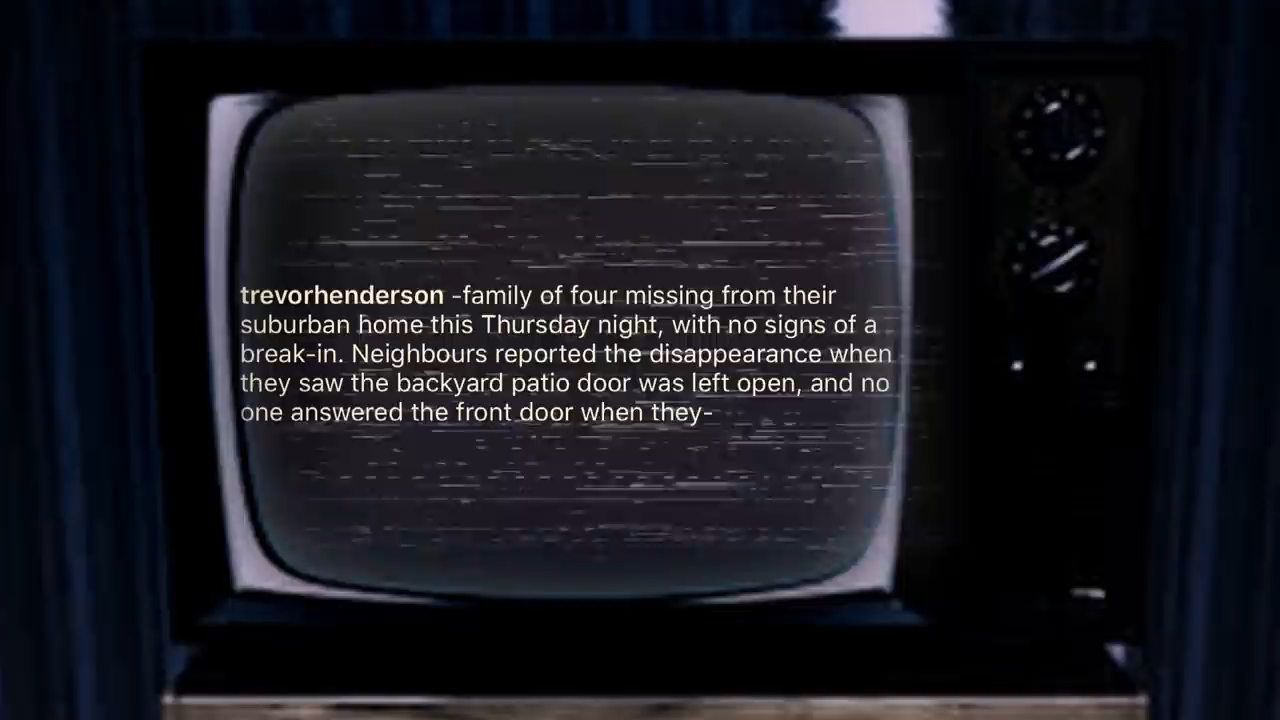 trevorhenderson -family of four missing from their
suburban home this Thursday night, with no signs of a
break-in. Neighbours reported the disappearance when
they saw the backyard patio door was left open, and no
one answered the front door when they-